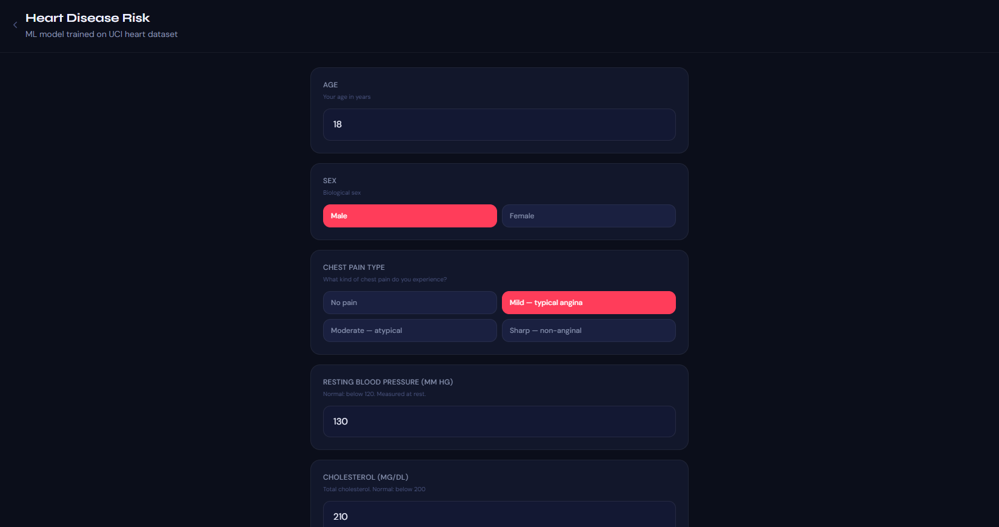 Heart Disease Risk
ML model trained on UCI heart dataset
AGE
Your age in years
18
SEX
Biological sex
Male
Female
CHEST PAIN TYPE
What kind of chest pain do you experience?
No pain
Mild — typical angina
Moderate — atypical
Sharp — non-anginal
RESTING BLOOD PRESSURE (MM HG)
Normal: below 120. Measured at rest.
130
CHOLESTEROL (MG/DL)
Total cholesterol. Normal: below 200
210